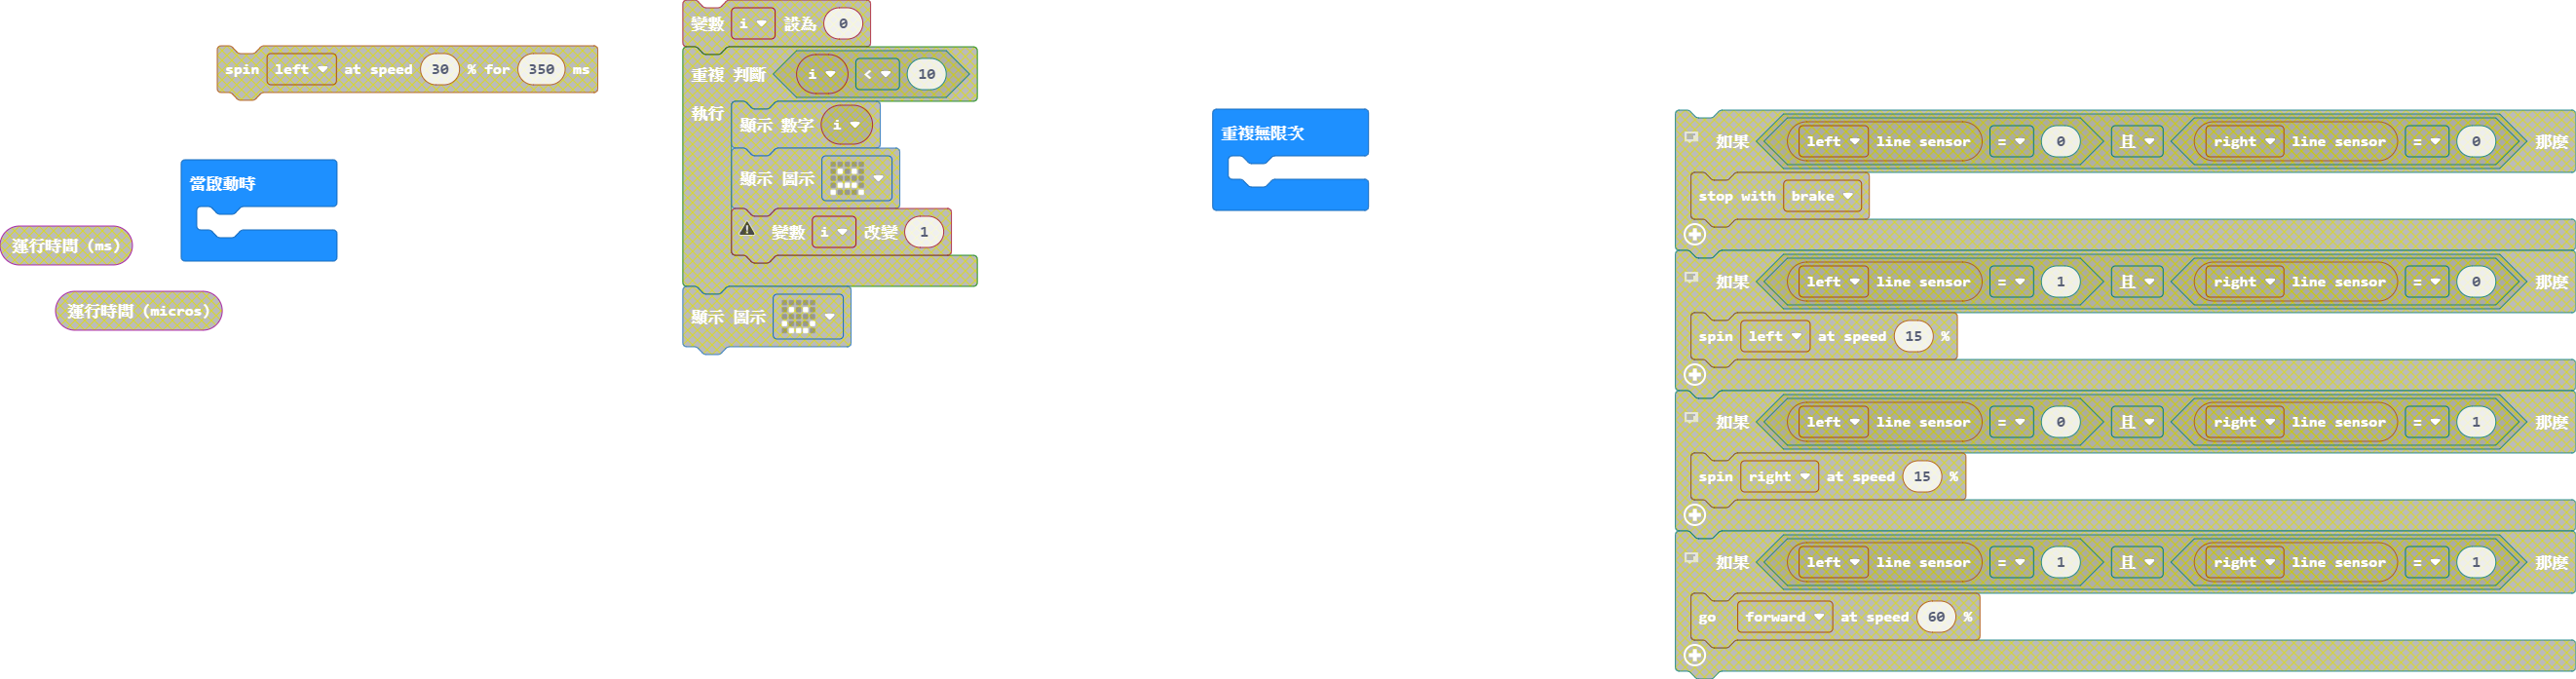 spin left at speed 30 % for 350 ms
當啟動時
運行時間 (ms)
運行時間 (micros)
變數 i 設為 0
重複 判斷 i < 10
執行
顯示 數字 i
顯示 圖示
變數 i 改變 1
顯示 圖示
重複無限次
如果 left line sensor = 0 且 right line sensor = 0 那麼
stop with brake
如果 left line sensor = 1 且 right line sensor = 0 那麼
spin left at speed 15 %
如果 left line sensor = 0 且 right line sensor = 1 那麼
spin right at speed 15 %
如果 left line sensor = 1 且 right line sensor = 1 那麼
go forward at speed 60 %